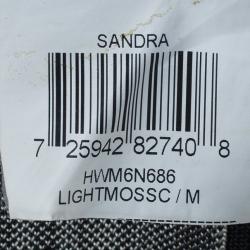 SANDRA
7 25942 82740 8
HWM6N686
LIGHTMOSSC / M